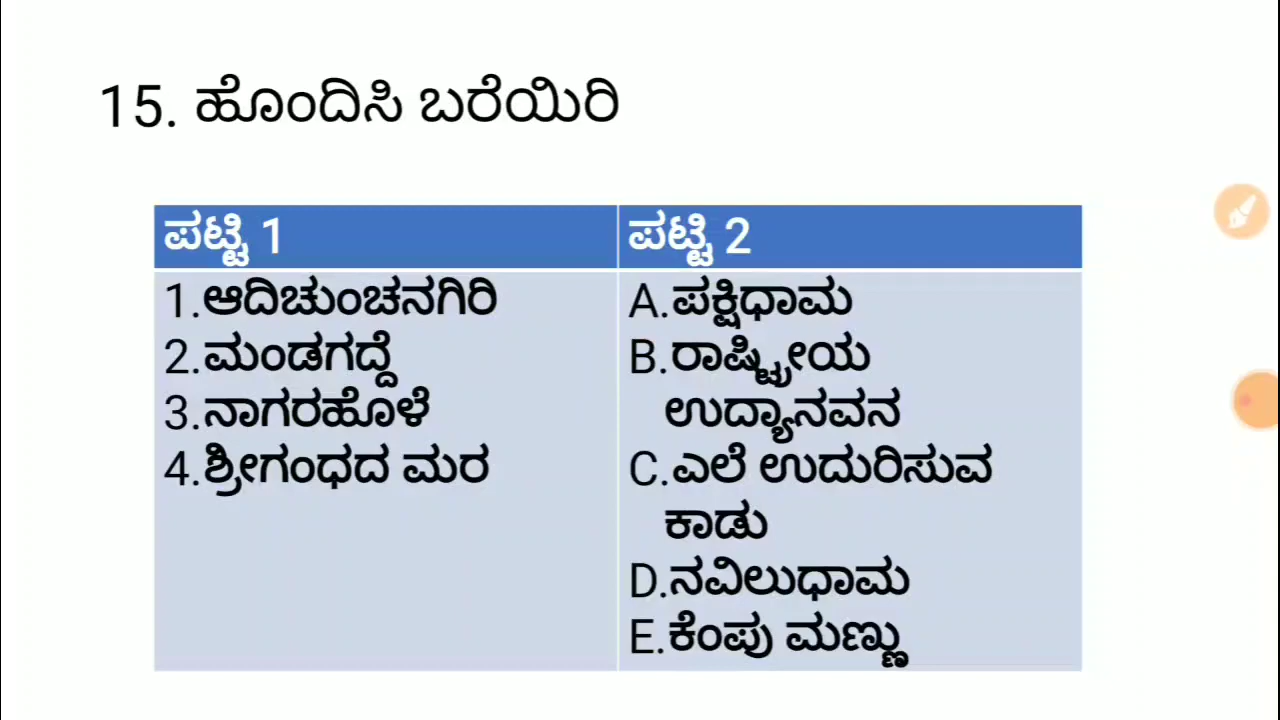 15. ಹೊಂದಿಸಿ ಬರೆಯಿರಿ
ಪಟ್ಟಿ 1
ಪಟ್ಟಿ 2
1.ಆದಿಚುಂಚನಗಿರಿ
2.ಮಂಡಗದ್ದೆ
3.ನಾಗರಹೊಳೆ
4.ಶ್ರೀಗಂಧದ ಮರ
A.ಪಕ್ಷಿಧಾಮ
B.ರಾಷ್ಟ್ರೀಯ
ಉದ್ಯಾನವನ
C.ಎಲೆ ಉದುರಿಸುವ
ಕಾಡು
D.ನವಿಲುಧಾಮ
E.ಕೆಂಪು ಮಣ್ಣು